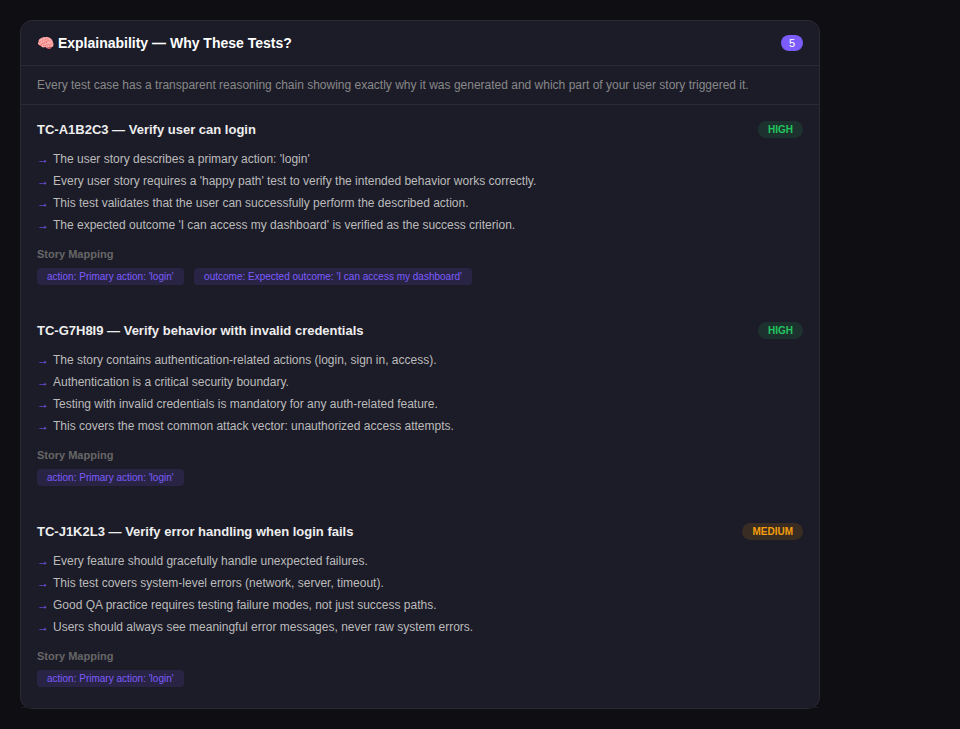 🧠 Explainability — Why These Tests?
5
Every test case has a transparent reasoning chain showing exactly why it was generated and which part of your user story triggered it.
TC-A1B2C3 — Verify user can login
HIGH
→ The user story describes a primary action: 'login'
→ Every user story requires a 'happy path' test to verify the intended behavior works correctly.
→ This test validates that the user can successfully perform the described action.
→ The expected outcome 'I can access my dashboard' is verified as the success criterion.
Story Mapping
action: Primary action: 'login'
outcome: Expected outcome: 'I can access my dashboard'
TC-G7H8I9 — Verify behavior with invalid credentials
HIGH
→ The story contains authentication-related actions (login, sign in, access).
→ Authentication is a critical security boundary.
→ Testing with invalid credentials is mandatory for any auth-related feature.
→ This covers the most common attack vector: unauthorized access attempts.
Story Mapping
action: Primary action: 'login'
TC-J1K2L3 — Verify error handling when login fails
MEDIUM
→ Every feature should gracefully handle unexpected failures.
→ This test covers system-level errors (network, server, timeout).
→ Good QA practice requires testing failure modes, not just success paths.
→ Users should always see meaningful error messages, never raw system errors.
Story Mapping
action: Primary action: 'login'